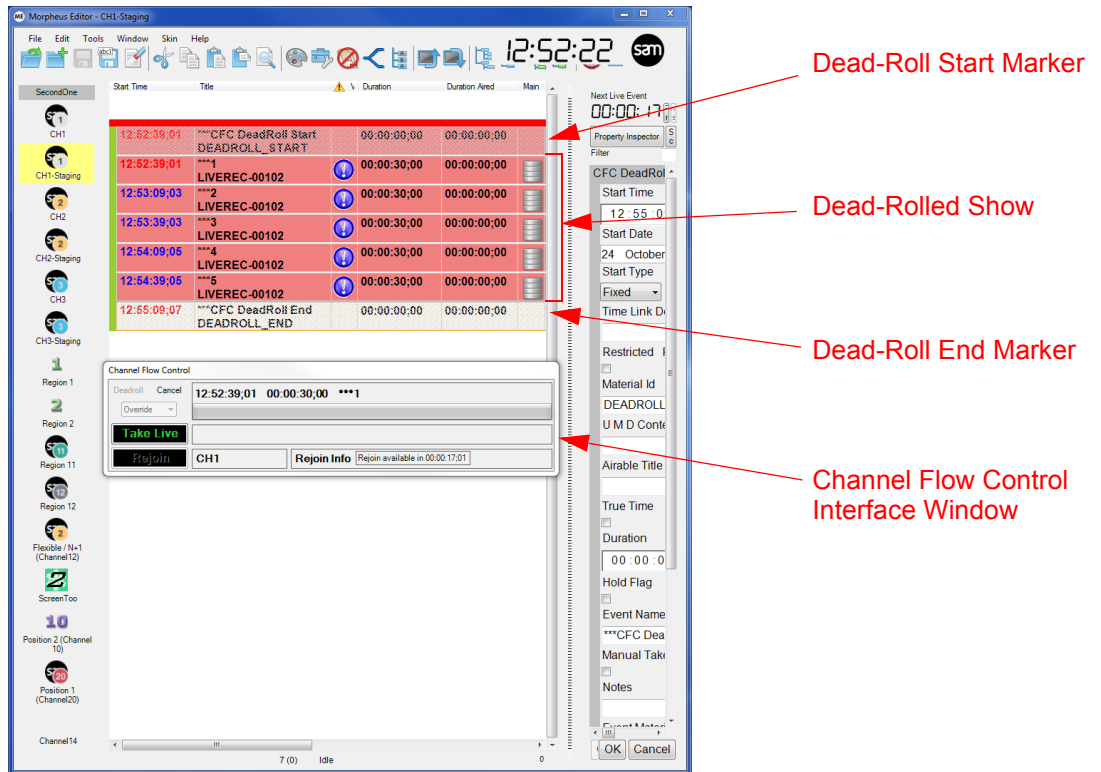 Morpheus Editor - CH1-Staging
File Edit Tools Window Skin Help
12:52:22
sam
SecondOne
CH1
CH1-Staging
CH2
CH2-Staging
CH3
CH3-Staging
Region 1
Region 2
Region 11
Region 12
Flexible / N+1
(Channel12)
ScreenToo
10
Position 2 (Channel
10)
Position 1
(Channel20)
Channel14
Start Time Title Duration Duration Aired Main
12:52:39;01 ***CFC DeadRoll Start 00:00:00;00 00:00:00;00
DEADROLL_START
12:52:39;01 ***1 00:00:30;00 00:00:00;00
LIVEREC-00102
12:53:09;03 ***2 00:00:30;00 00:00:00;00
LIVEREC-00102
12:53:39;03 ***3 00:00:30;00 00:00:00;00
LIVEREC-00102
12:54:09;05 ***4 00:00:30;00 00:00:00;00
LIVEREC-00102
12:54:39;05 ***5 00:00:30;00 00:00:00;00
LIVEREC-00102
12:55:09;07 ***CFC DeadRoll End 00:00:00;00 00:00:00;00
DEADROLL_END
Channel Flow Control
Deadroll Cancel 12:52:39;01 00:00:30;00 ***1
Override
Take Live
Rejoin CH1 Rejoin Info Rejoin available in 00:00:17;01
7 (0) Idle 0
Next Live Event
00:00:17
Property Inspector
Filter
CFC DeadRol
Start Time
12:55:0
Start Date
24 October
Start Type
Fixed
Time Link D
Restricted
Material Id
DEADROLL
U M D Conte
Airable Title
True Time
Duration
00:00:0
Hold Flag
Event Name
***CFC Dea
Manual Take
Notes
OK Cancel
Dead-Roll Start Marker
Dead-Rolled Show
Dead-Roll End Marker
Channel Flow Control
Interface Window